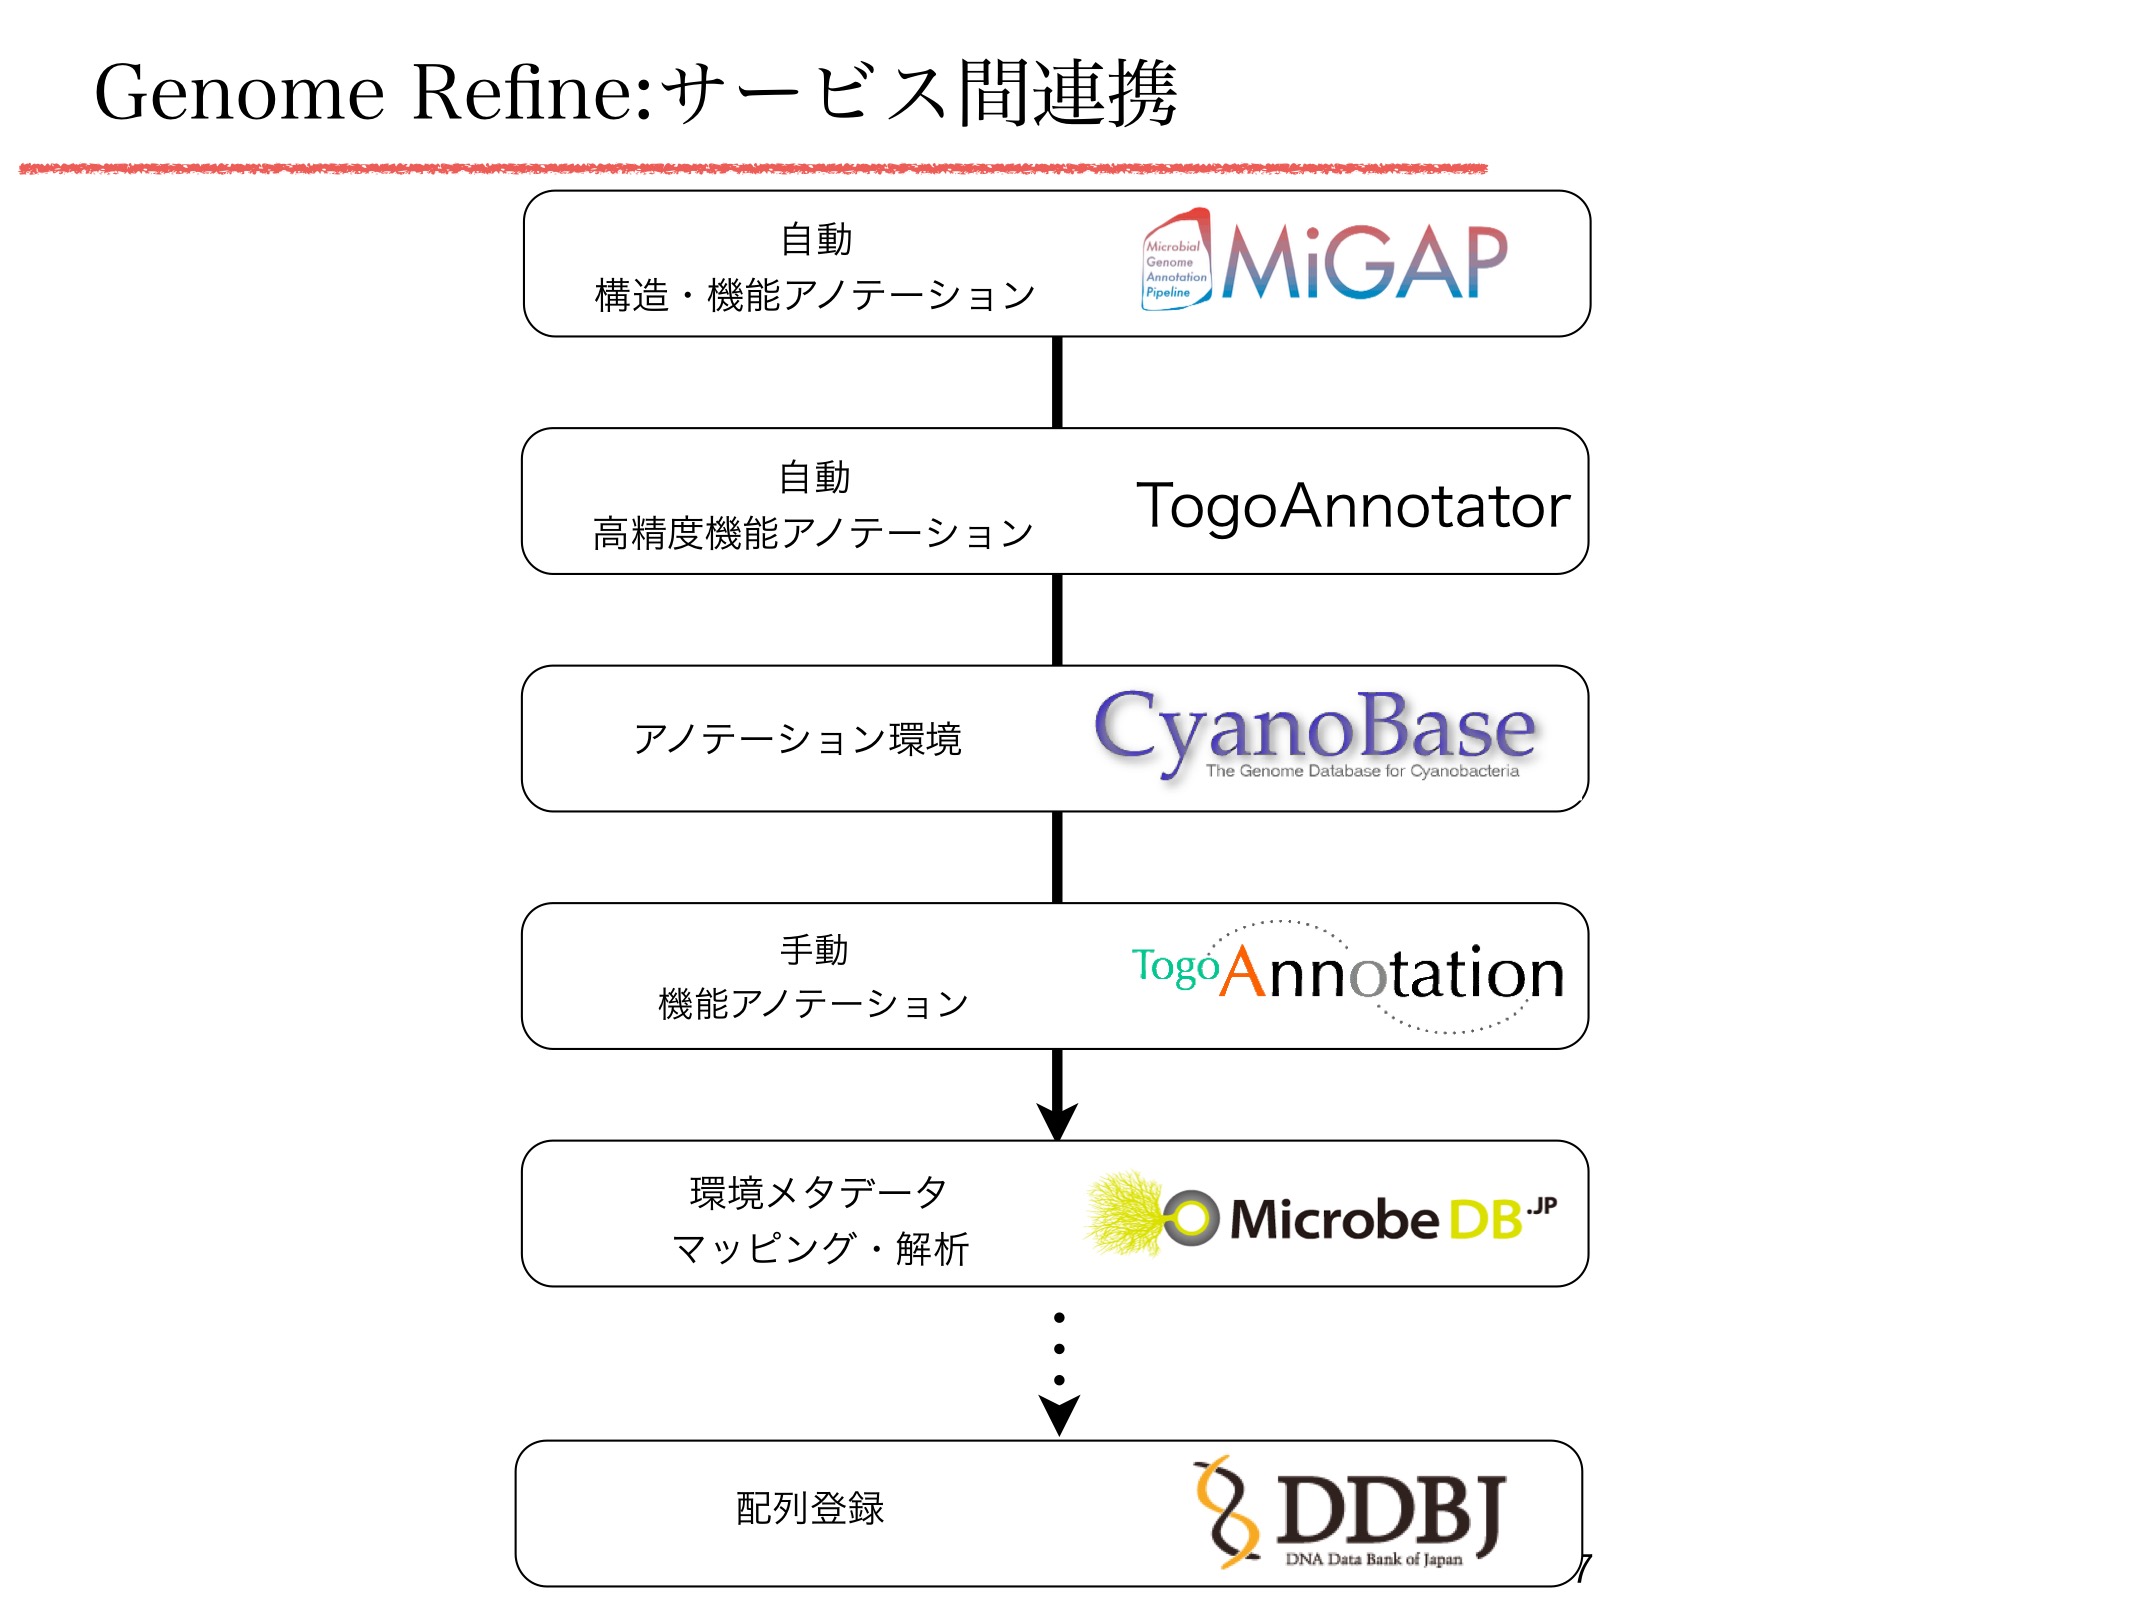 Genome Refine:サービス間連携
自動
構造・機能アノテーション
Microbial
Genome
Annotation
Pipeline
MiGAP
自動
高精度機能アノテーション
TogoAnnotator
アノテーション環境
CyanoBase
The Genome Database for Cyanobacteria
手動
機能アノテーション
TogoAnnotation
環境メタデータ
マッピング・解析
MicrobeDB.JP
配列登録
DDBJ
DNA Data Bank of Japan
7